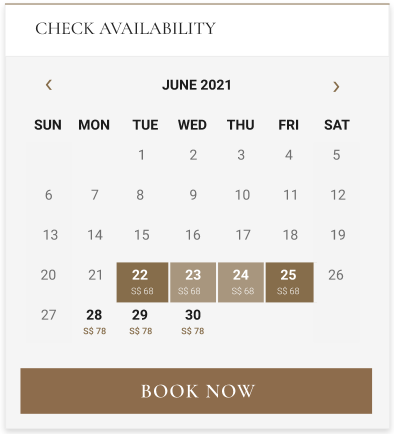 CHECK AVAILABILITY
‹ JUNE 2021 ›
SUN MON TUE WED THU FRI SAT
1 2 3 4 5
6 7 8 9 10 11 12
13 14 15 16 17 18 19
20 21 22 23 24 25 26
S$ 68 S$ 68 S$ 68 S$ 68
27 28 29 30
S$ 78 S$ 78 S$ 78
BOOK NOW